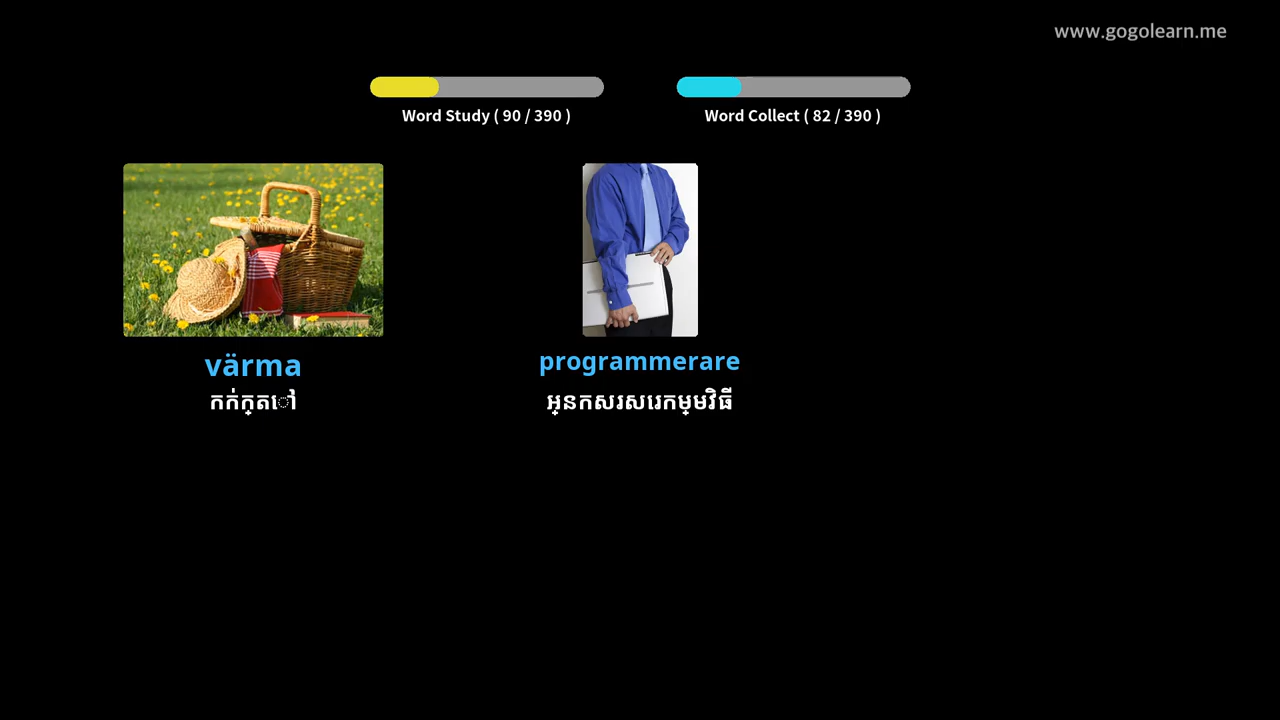 www.gogolearn.me
Word Study ( 90 / 390 )
Word Collect ( 82 / 390 )
värma
កក់ក្តៅ
programmerare
អ្នកសរសេរកម្មវិធី